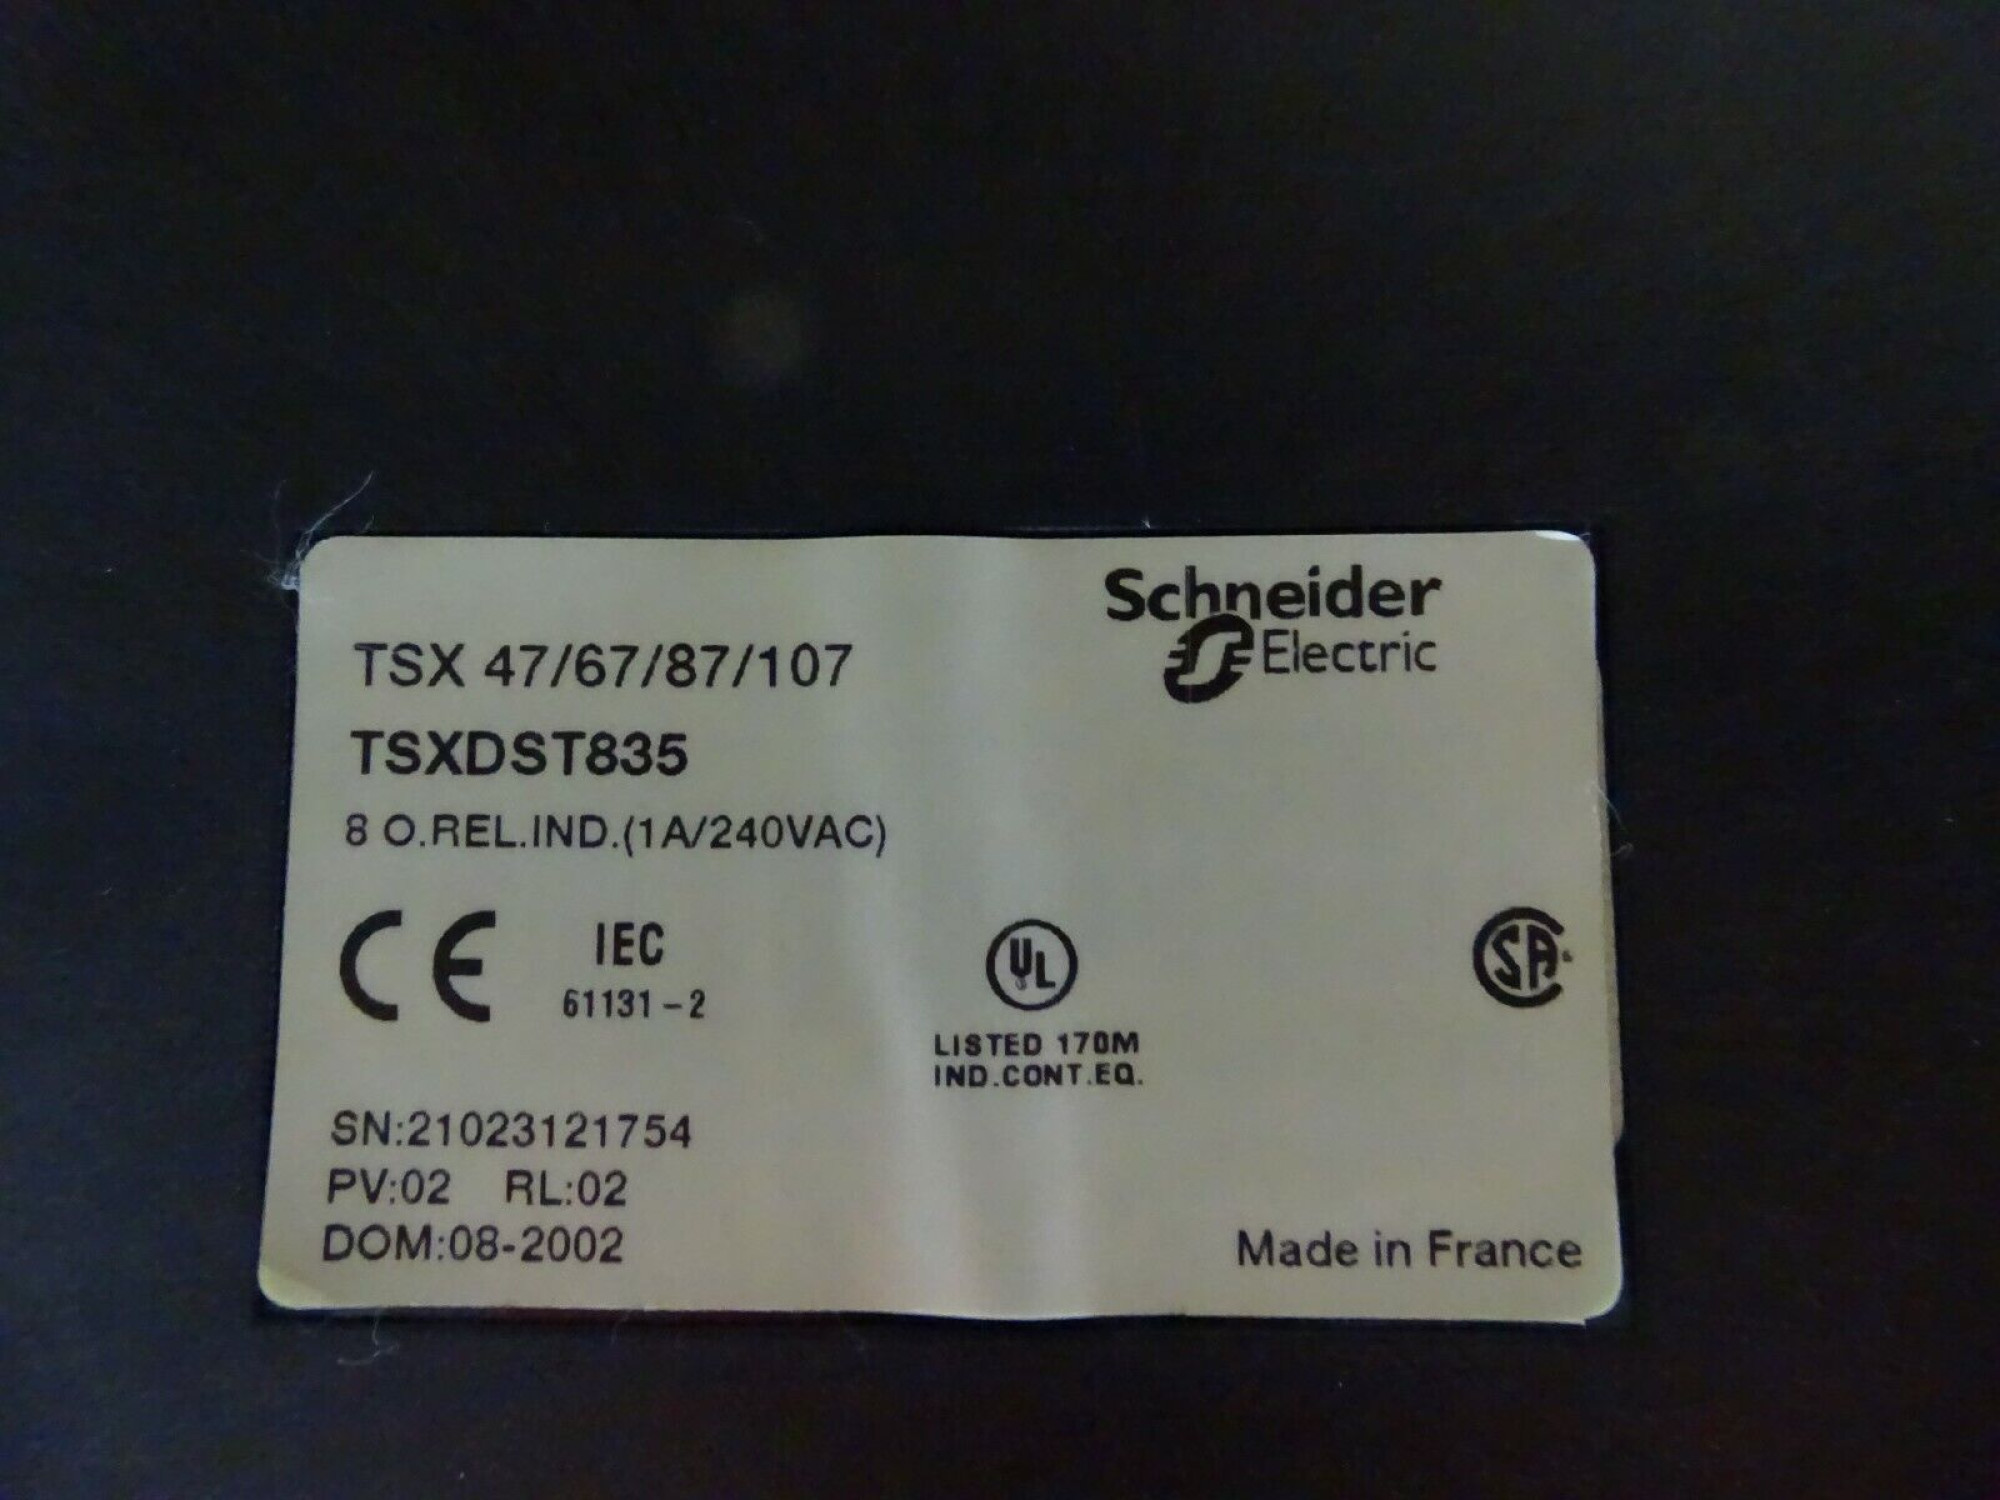 Schneider
Electric
TSX 47/67/87/107
TSXDST835
8 O.REL.IND.(1A/240VAC)
CE
IEC
61131-2
UL
LISTED 170M
IND.CONT.EQ.
SA
SN:21023121754
PV:02 RL:02
DOM:08-2002
Made in France